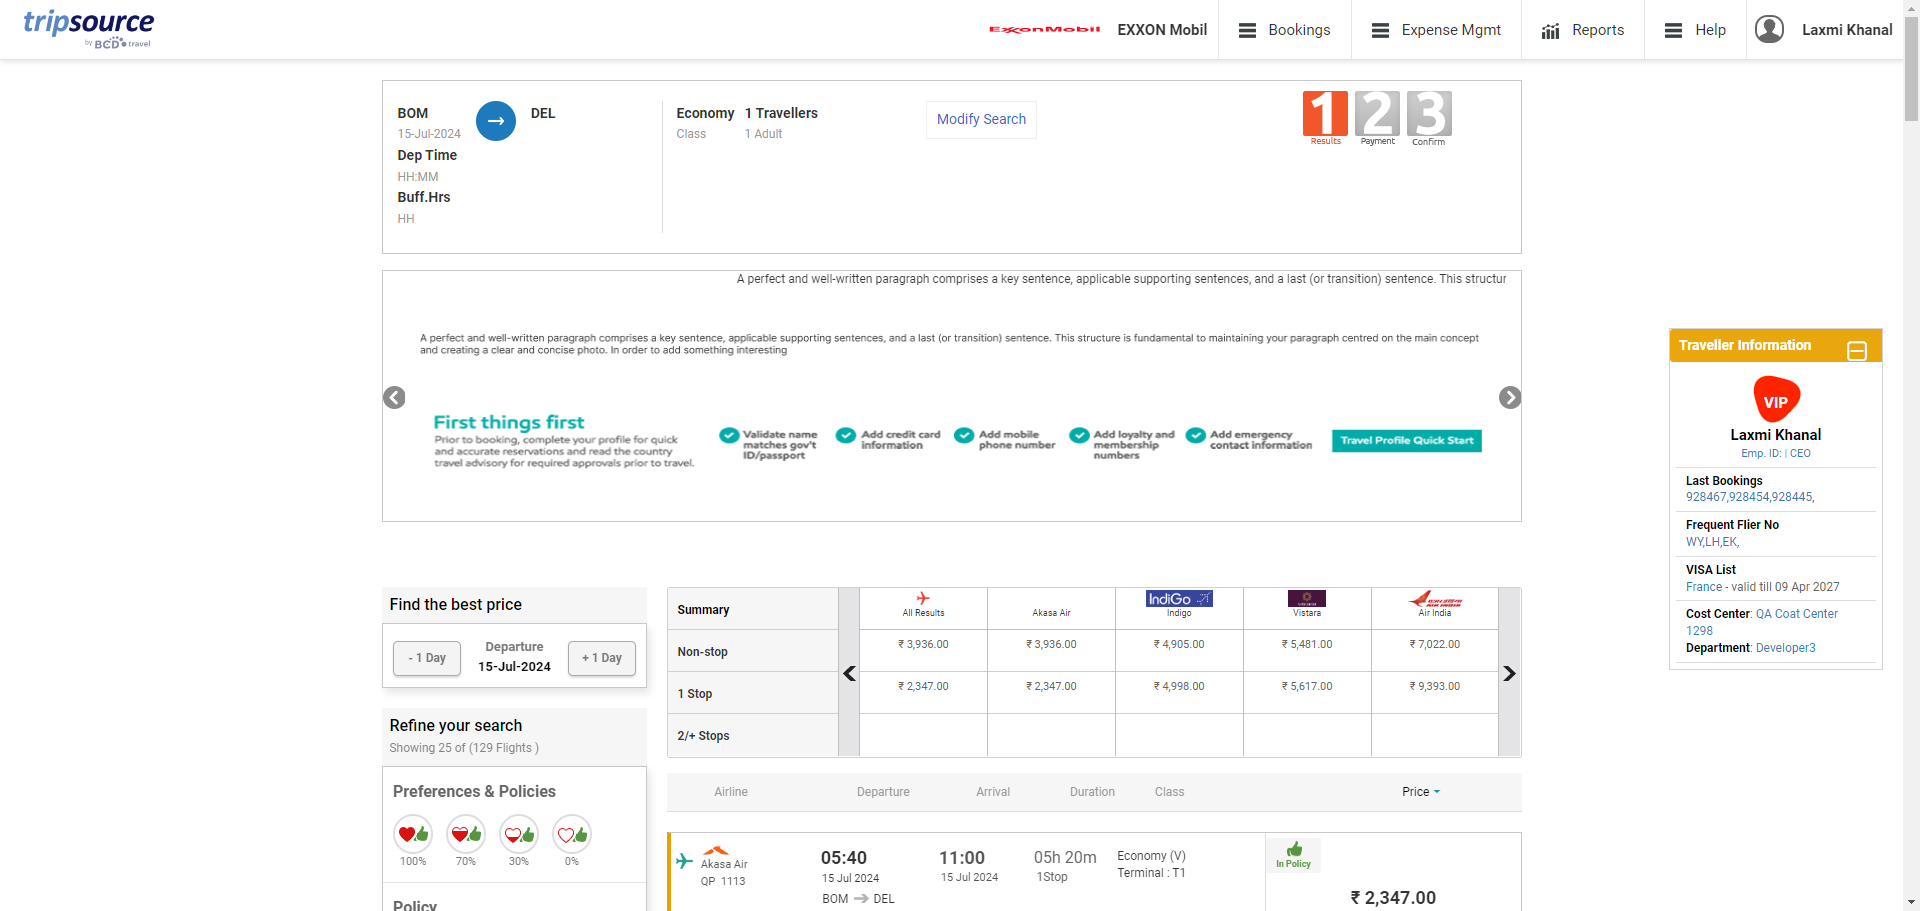 tripsource
by BCD travel
ExxonMobil
EXXON Mobil
Bookings
Expense Mgmt
Reports
Help
Laxmi Khanal
BOM
DEL
15-Jul-2024
Dep Time
HH:MM
Buff.Hrs
HH
Economy 1 Travellers
Class 1 Adult
Modify Search
1 2 3
Results Payment Confirm
A perfect and well-written paragraph comprises a key sentence, applicable supporting sentences, and a last (or transition) sentence. This structur
A perfect and well-written paragraph comprises a key sentence, applicable supporting sentences, and a last (or transition) sentence. This structure is fundamental to maintaining your paragraph centred on the main concept
and creating a clear and concise photo. In order to add something interesting
First things first
Prior to booking, complete your profile for quick
and accurate reservations and read the country
travel advisory for required approvals prior to travel.
Validate name
matches gov't
ID/passport
Add credit card
information
Add mobile
phone number
Add loyalty and
membership
numbers
Add emergency
contact information
Travel Profile Quick Start
Traveller Information
VIP
Laxmi Khanal
Emp. ID: | CEO
Last Bookings
928467,928454,928445,
Frequent Flier No
WY,LH,EK,
VISA List
France - valid till 09 Apr 2027
Cost Center: QA Coat Center
1298
Department: Developer3
Find the best price
- 1 Day
Departure
15-Jul-2024
+ 1 Day
Refine your search
Showing 25 of (129 Flights )
Preferences & Policies
100% 70% 30% 0%
Policy
Summary
All Results
Akasa Air
IndiGo
Indigo
Vistara
AIR INDIA
Air India
Non-stop ₹ 3,936.00 ₹ 3,936.00 ₹ 4,905.00 ₹ 5,481.00 ₹ 7,022.00
1 Stop ₹ 2,347.00 ₹ 2,347.00 ₹ 4,998.00 ₹ 5,617.00 ₹ 9,393.00
2/+ Stops
Airline Departure Arrival Duration Class Price
Akasa Air
QP 1113
05:40
15 Jul 2024
BOM DEL
11:00
15 Jul 2024
05h 20m
1Stop
Economy (V)
Terminal : T1
In Policy
₹ 2,347.00